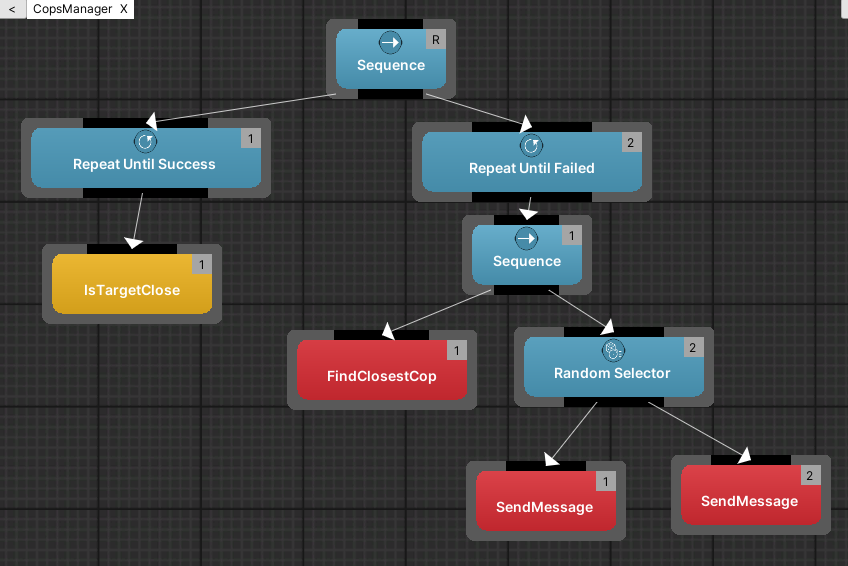 < CopsManager X
R
Sequence
1
Repeat Until Success
2
Repeat Until Failed
1
Sequence
1
IsTargetClose
1
FindClosestCop
2
Random Selector
1
SendMessage
2
SendMessage